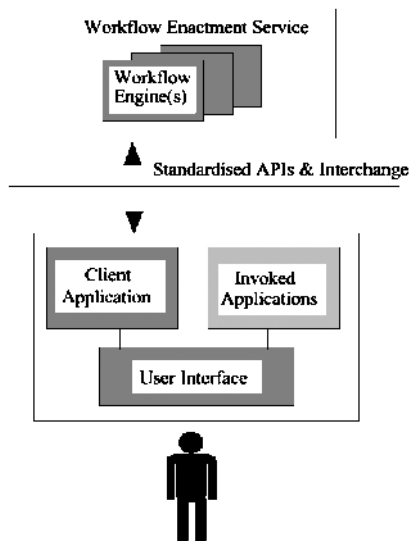 Workflow Enactment Service
Workflow
Engine(s)
Standardised APIs & Interchange
Client
Application
Invoked
Applications
User Interface